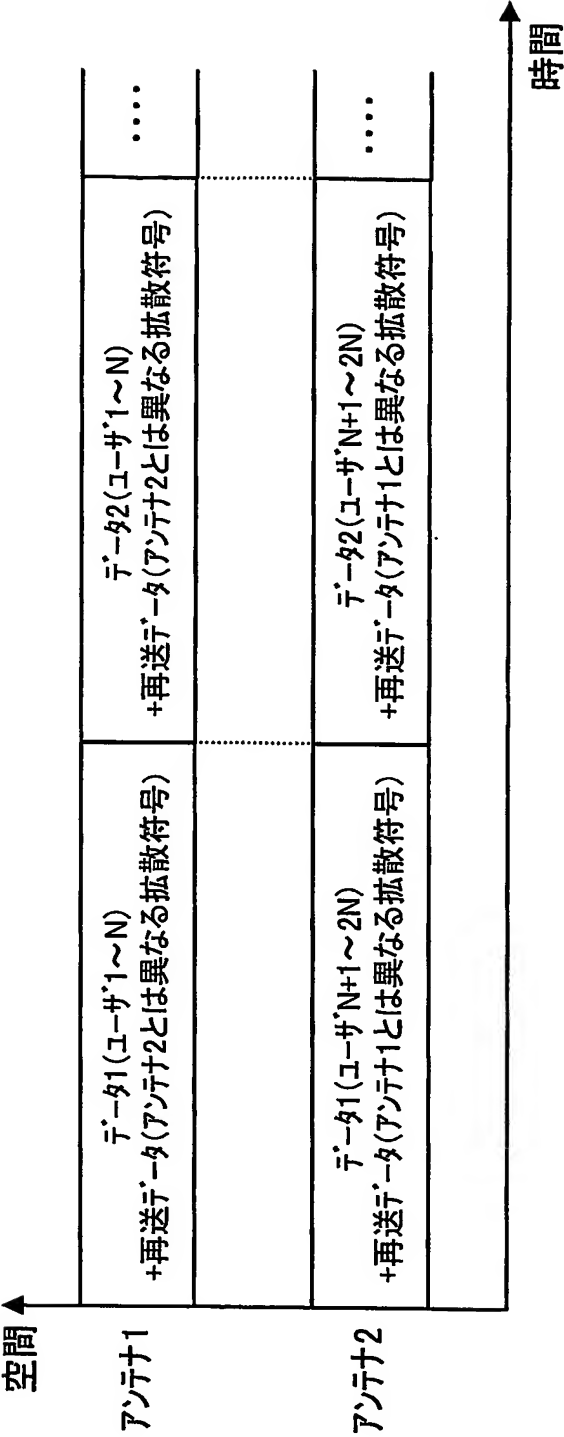 空間
アンテナ1
データ1(ユーザ1～N)
+再送データ(アンテナ2とは異なる拡散符号)
データ2(ユーザ1～N)
+再送データ(アンテナ2とは異なる拡散符号)
....
アンテナ2
データ1(ユーザN+1～2N)
+再送データ(アンテナ1とは異なる拡散符号)
データ2(ユーザN+1～2N)
+再送データ(アンテナ1とは異なる拡散符号)
....
時間